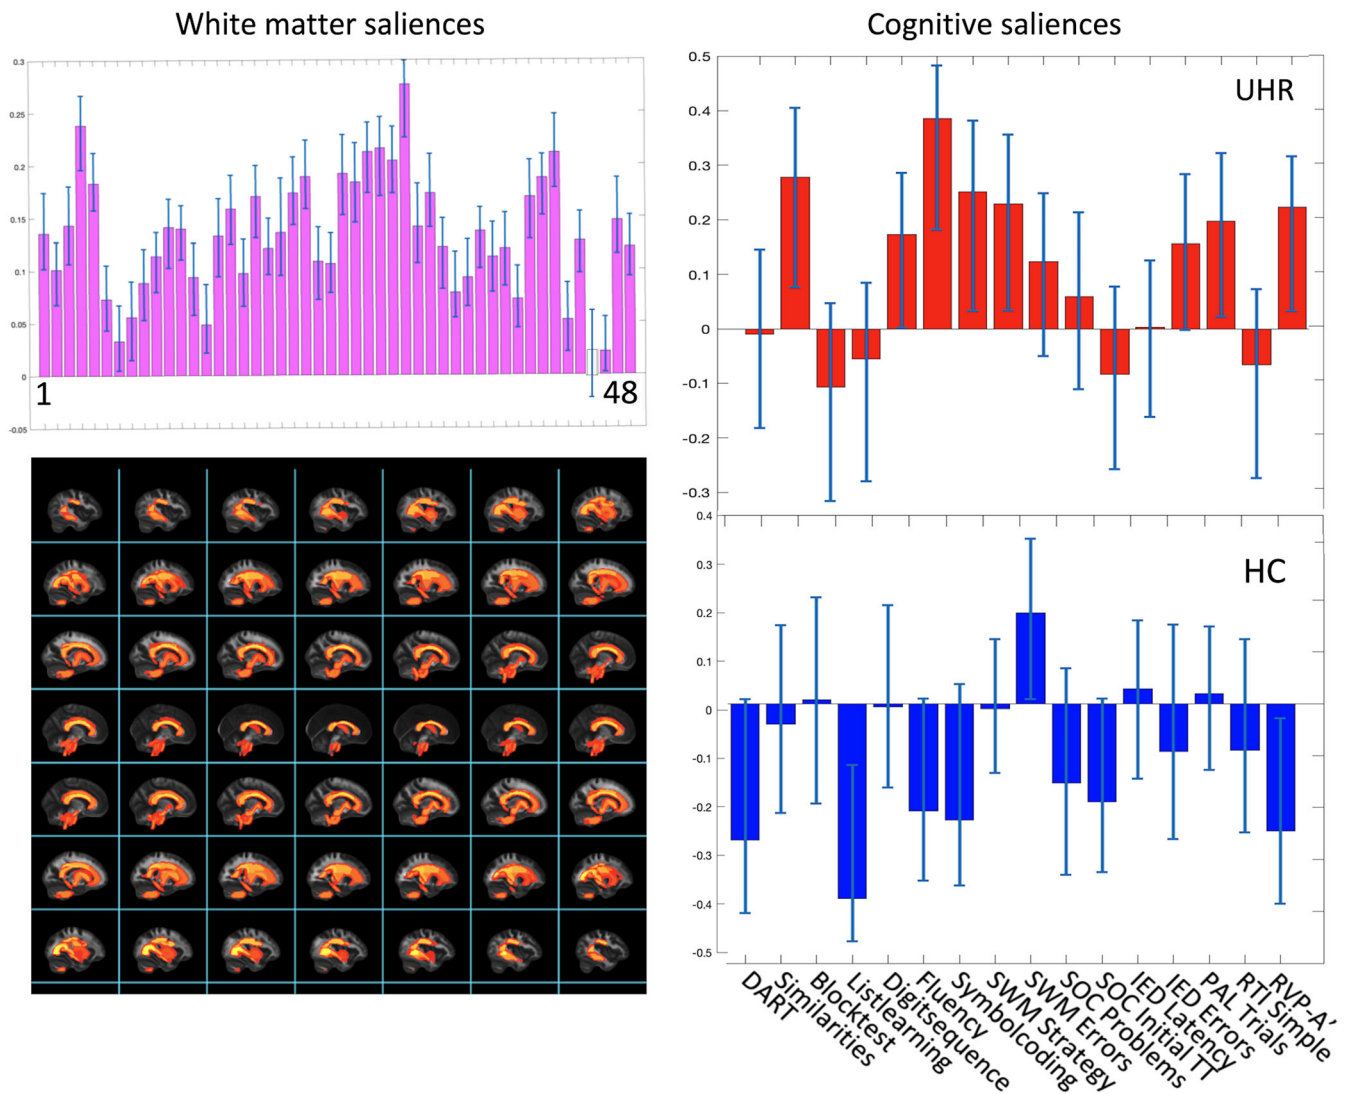 White matter saliences
Cognitive saliences
0.3
0.25
0.2
0.15
0.1
0.05
0
-0.05
1
48
0.5
0.4
0.3
0.2
0.1
0
-0.1
-0.2
-0.3
UHR
0.4
0.3
0.2
0.1
0
-0.1
-0.2
-0.3
-0.4
-0.5
HC
DART
Similarities
Blocktest
Listlearning
Digitsequence
Fluency
Symbolcoding
SWM Strategy
SWM Errors
SOC Problems
SOC Initial TT
IED Latency
IED Errors
PAL Trials
RTI Simple
RVP-A’